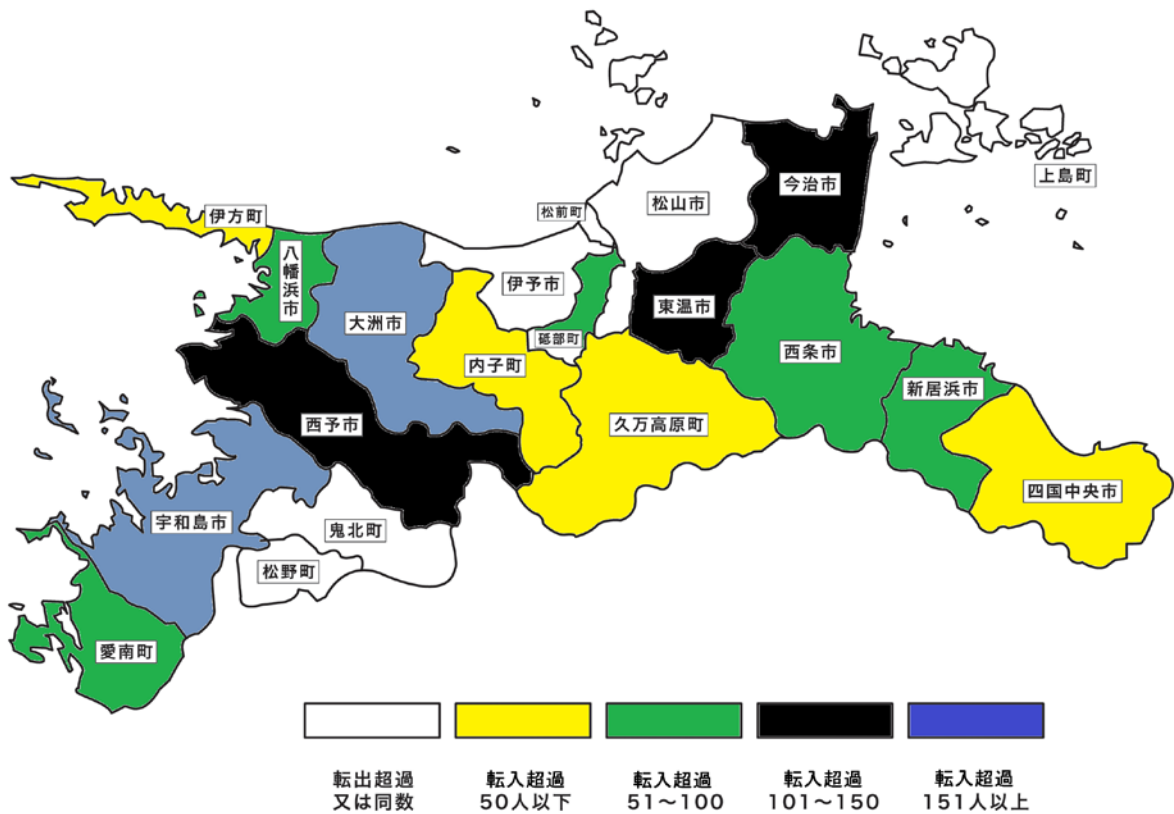 今治市
上島町
松山市
松前町
伊方町
八幡浜市
伊予市
東温市
大洲市
砥部町
西条市
内子町
新居浜市
西予市
久万高原町
四国中央市
宇和島市
鬼北町
松野町
愛南町
転出超過
又は同数
転入超過
50人以下
転入超過
51～100
転入超過
101～150
転入超過
151人以上